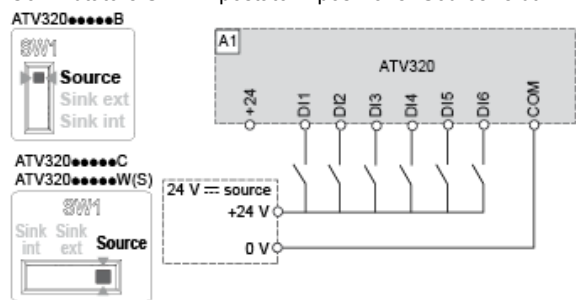 ATV320●●●●●B
SW1
Source
Sink ext
Sink int
ATV320●●●●●C
ATV320●●●●●W(S)
SW1
Sink int
Sink ext
Source
A1
ATV320
+24
DI1
DI2
DI3
DI4
DI5
DI6
COM
24 V ⎓ source
+24 V
0 V